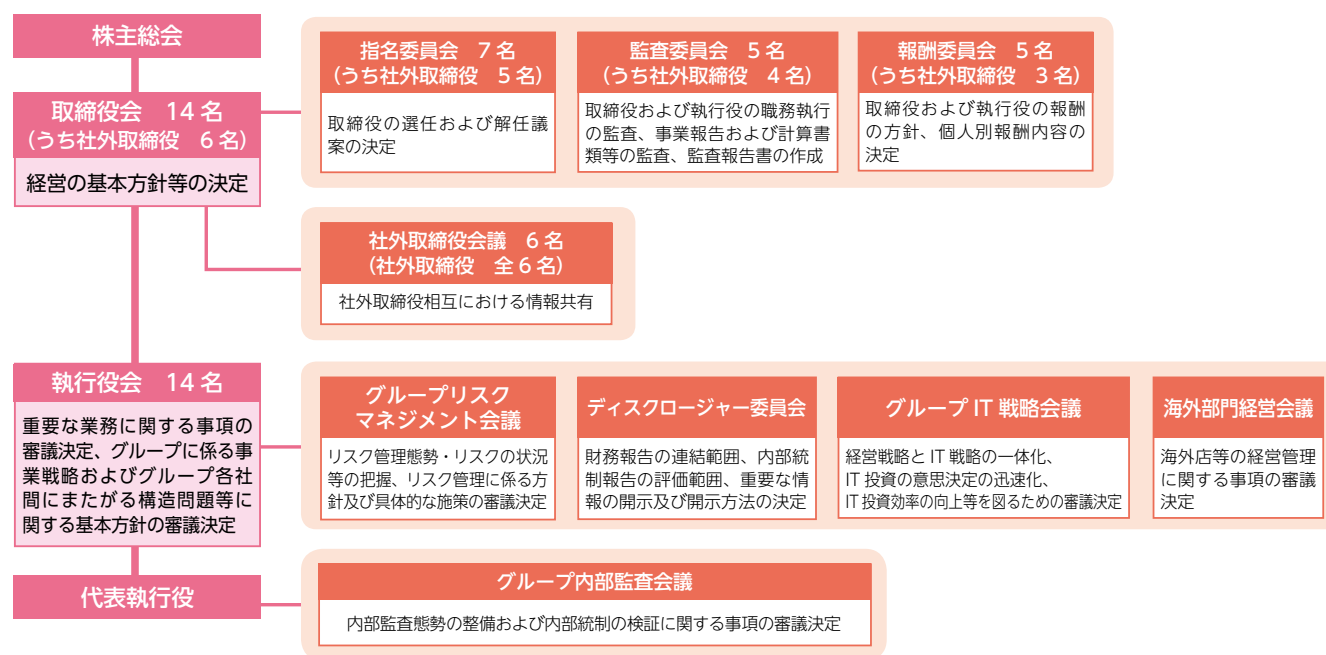 株主総会
取締役会 14名
(うち社外取締役 6名)
経営の基本方針等の決定
指名委員会 7名
(うち社外取締役 5名)
取締役の選任および解任議
案の決定
監査委員会 5名
(うち社外取締役 4名)
取締役および執行役の職務執行
の監査、事業報告および計算書
類等の監査、監査報告書の作成
報酬委員会 5名
(うち社外取締役 3名)
取締役および執行役の報酬
の方針、個人別報酬内容の
決定
社外取締役会議 6名
(社外取締役 全6名)
社外取締役相互における情報共有
執行役会 14名
重要な業務に関する事項の
審議決定、グループに係る事
業戦略およびグループ各社
間にまたがる構造問題等に
関する基本方針の審議決定
グループリスク
マネジメント会議
リスク管理態勢・リスクの状況
等の把握、リスク管理に係る方
針及び具体的な施策の審議決定
ディスクロージャー委員会
財務報告の連結範囲、内部統
制報告の評価範囲、重要な情
報の開示及び開示方法の決定
グループIT戦略会議
経営戦略とIT戦略の一体化、
IT投資の意思決定の迅速化、
IT投資効率の向上等を図るための審議決定
海外部門経営会議
海外店等の経営管理
に関する事項の審議
決定
代表執行役
グループ内部監査会議
内部監査態勢の整備および内部統制の検証に関する事項の審議決定